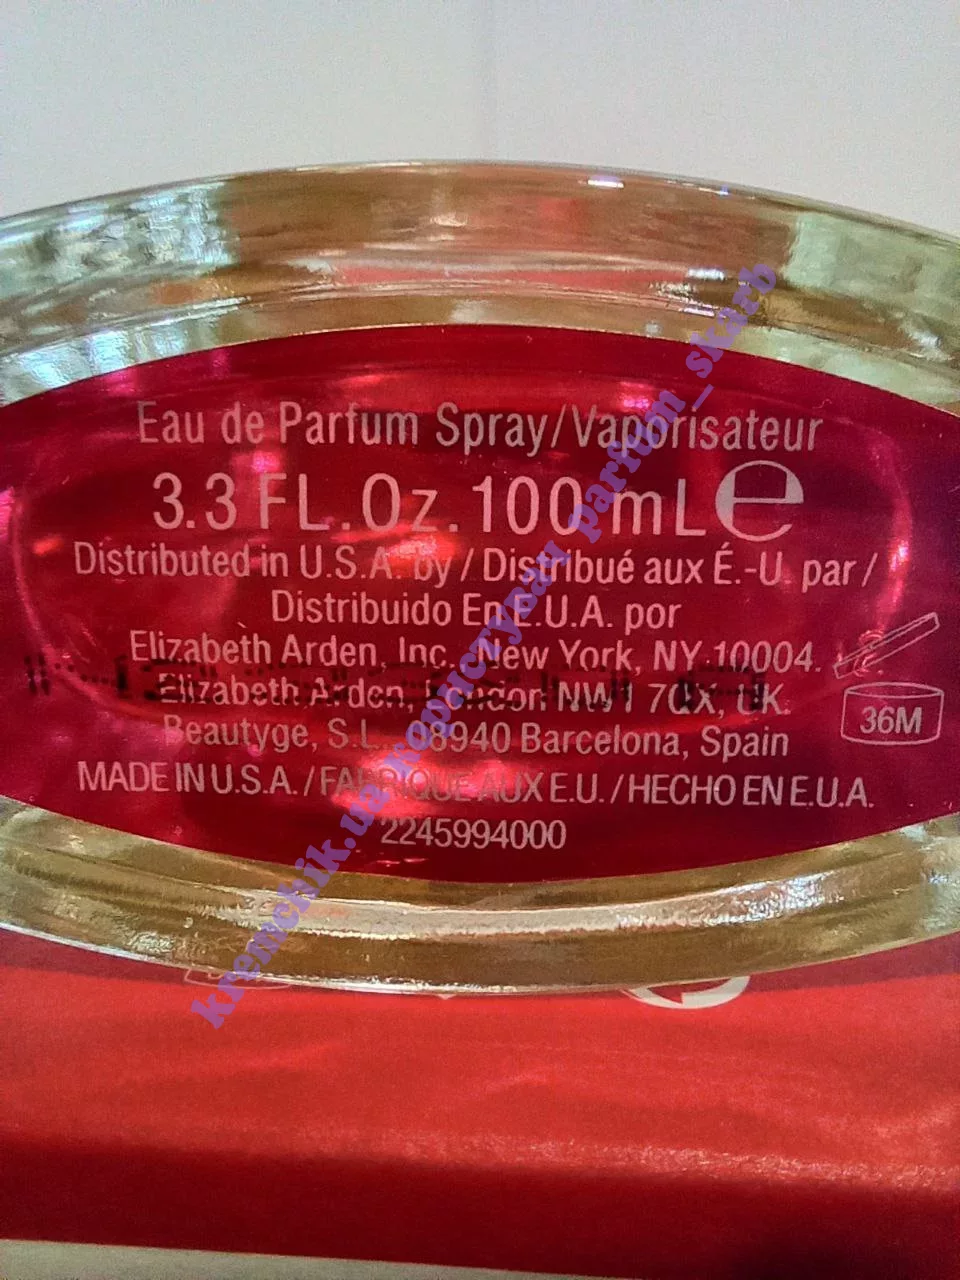 Eau de Parfum Spray/Vaporisateur
3.3 FL.Oz. 100 mL e
Distributed in U.S.A. by / Distribué aux É.-U. par /
Distribuido En E.U.A. por
Elizabeth Arden, Inc. New York, NY 10004.
Elizabeth Arden, London NW1 7QX, UK.
Beautyge, S.L., 08940 Barcelona, Spain
36M
MADE IN U.S.A. / FABRIQUÉ AUX E.U. / HECHO EN E.U.A.
2245994000
kremchik.ua
parfum_skarb